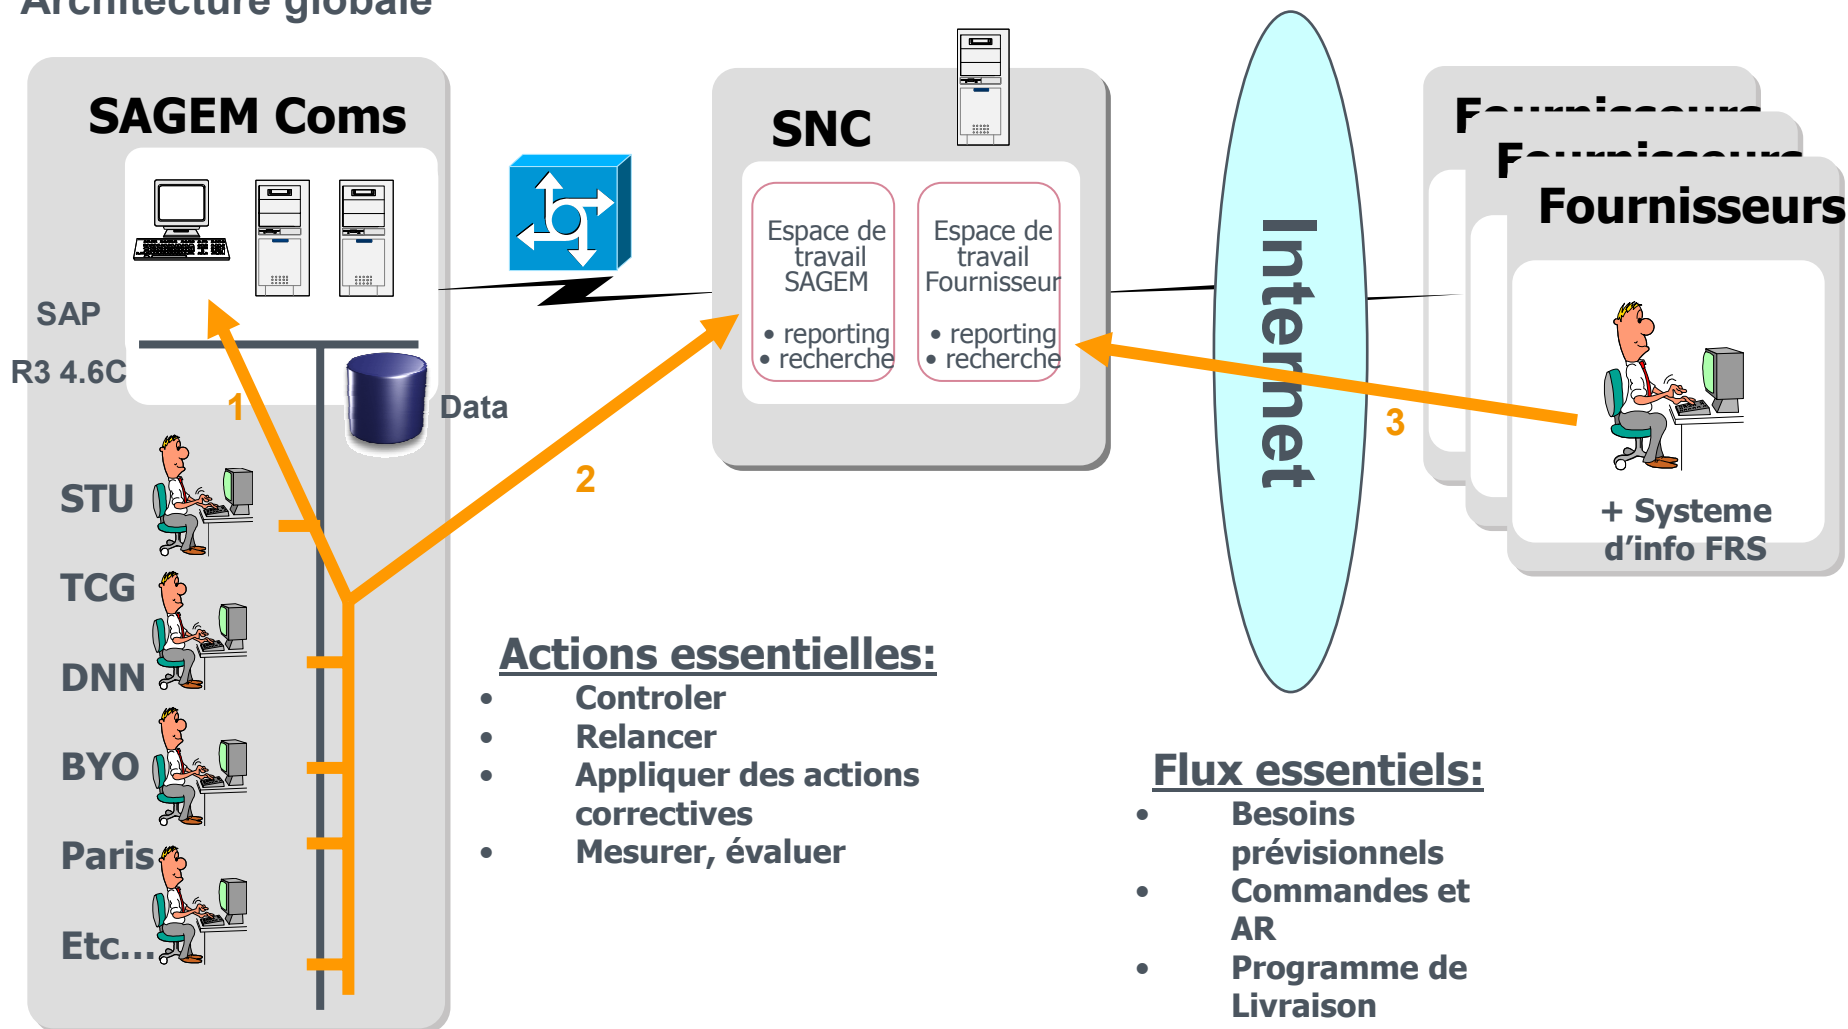 Architecture globale
SAGEM Coms
SAP
R3 4.6C
Data
1
STU
TCG
DNN
BYO
Paris
Etc...
2
SNC
Espace de
travail
SAGEM
• reporting
• recherche
Espace de
travail
Fournisseur
• reporting
• recherche
Internet
3
Fournisseurs
Fournisseurs
Fournisseurs
+ Systeme
d’info FRS
Actions essentielles:
• Controler
• Relancer
• Appliquer des actions
correctives
• Mesurer, évaluer
Flux essentiels:
• Besoins
prévisionnels
• Commandes et
AR
• Programme de
Livraison